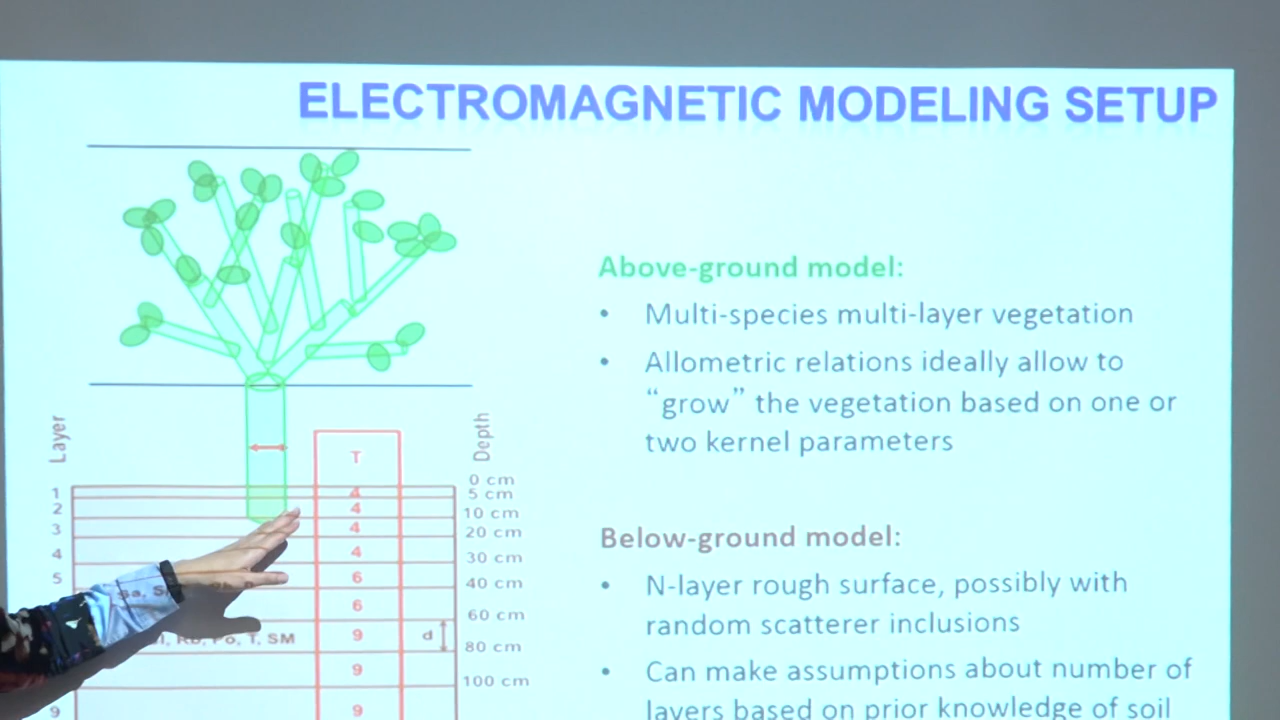 ELECTROMAGNETIC MODELING SETUP
Above-ground model:
• Multi-species multi-layer vegetation
• Allometric relations ideally allow to
“grow” the vegetation based on one or
two kernel parameters
Below-ground model:
• N-layer rough surface, possibly with
random scatterer inclusions
• Can make assumptions about number of
layers based on prior knowledge of soil
Layer
Depth
T
0 cm
1 4 5 cm
2 4 10 cm
3 4 20 cm
4 4 30 cm
5 6 40 cm
6 60 cm
Po, T, SM 9 d 80 cm
9 100 cm
9 9